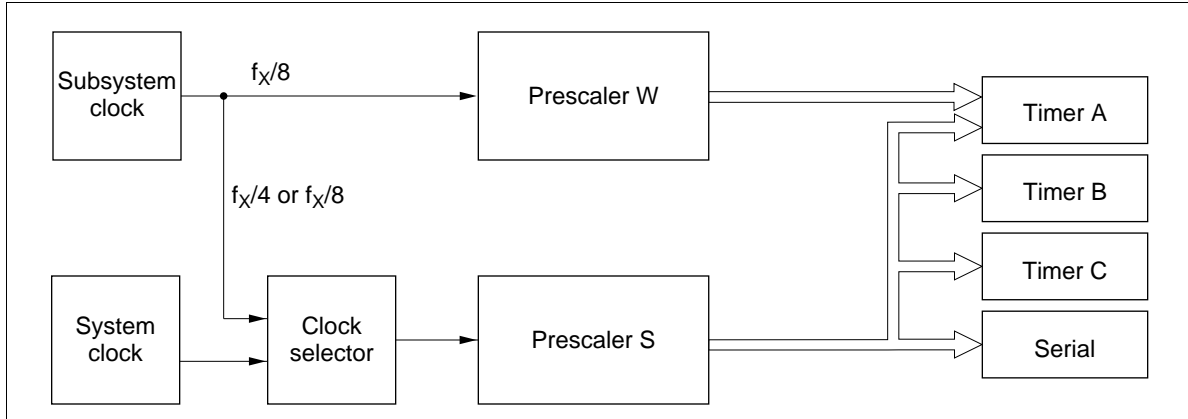 Subsystem
clock
fX/8
Prescaler W
Timer A
Timer B
fX/4 or fX/8
Timer C
System
clock
Clock
selector
Prescaler S
Serial